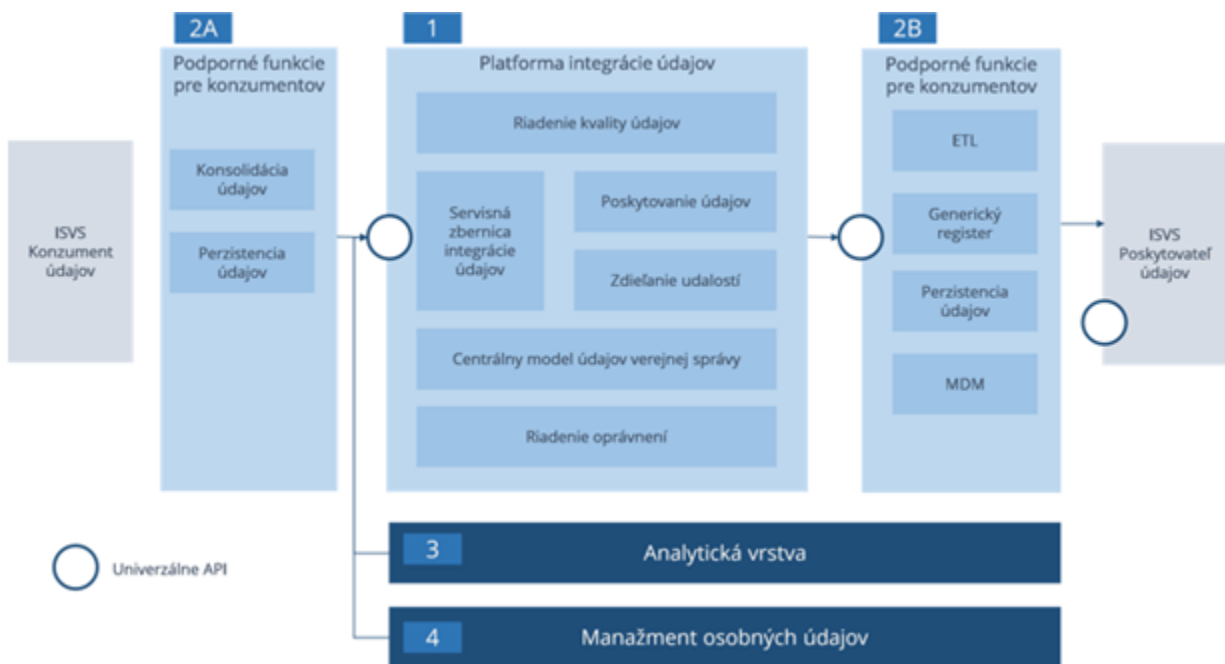 2A
1
2B
Podporné funkcie
pre konzumentov
Platforma integrácie údajov
Podporné funkcie
pre konzumentov
Riadenie kvality údajov
ETL
Konsolidácia
údajov
Servisná
zbernica
integrácie
údajov
Poskytovanie údajov
Generický
register
ISVS
Konzument
údajov
ISVS
Poskytovateľ
údajov
Perzistencia
údajov
Zdieľanie udalostí
Perzistencia
údajov
Centrálny model údajov verejnej správy
MDM
Riadenie oprávnení
3
Analytická vrstva
Univerzálne API
4
Manažment osobných údajov